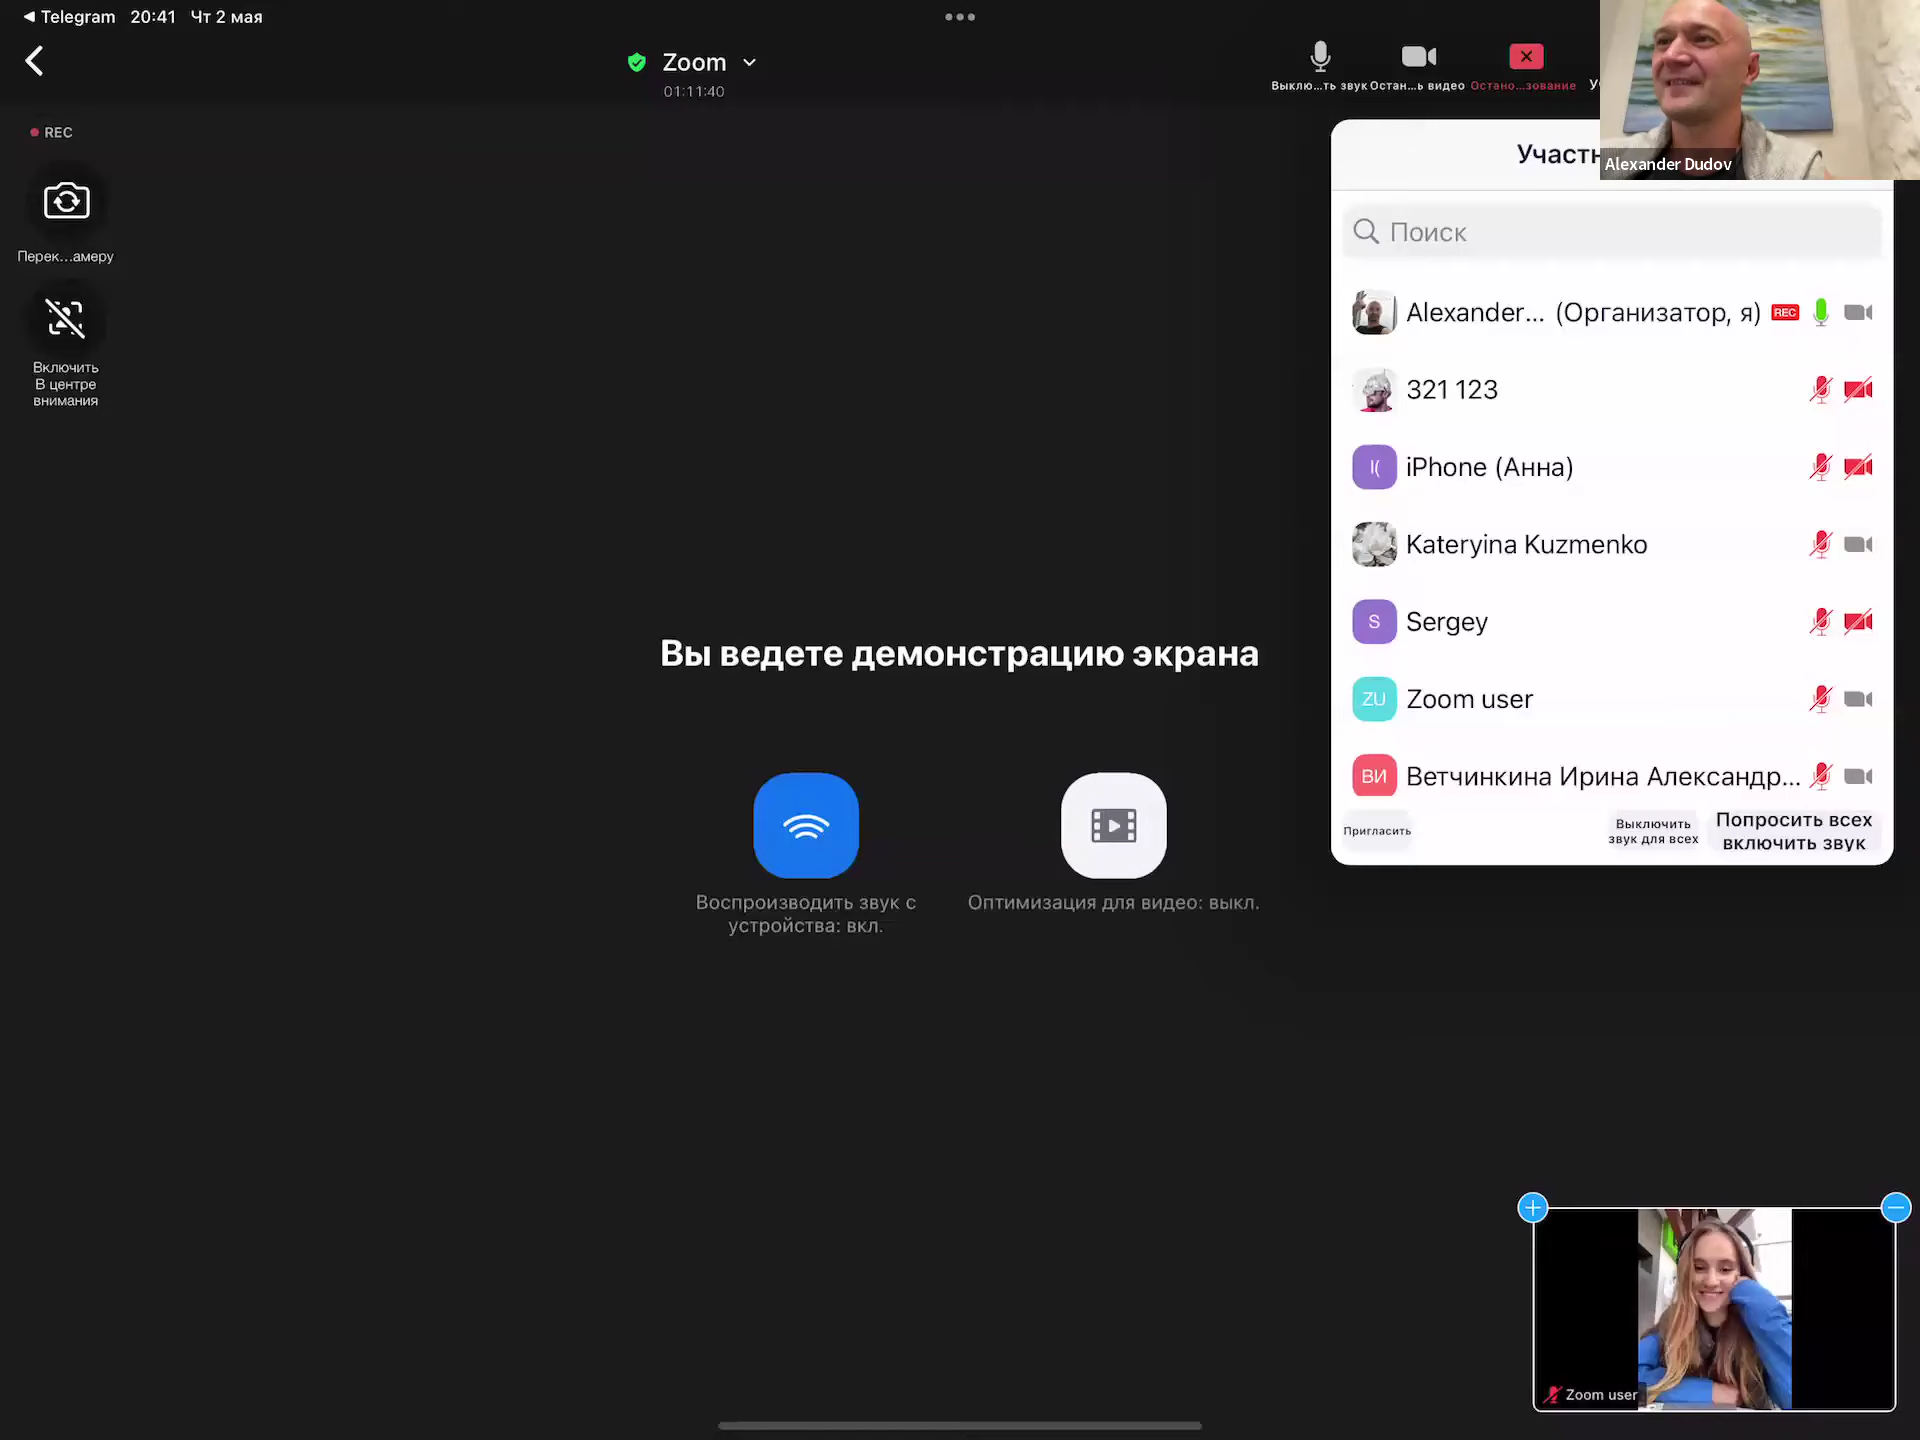 Telegram 20:41 Чт 2 мая
Zoom
01:11:40
Выклю...ть звук
Остан...ь видео
Остано...зование
REC
Перек...амеру
Включить
В центре
внимания
Alexander Dudov
Поиск
Alexander... (Организатор, я) REC
321 123
I( iPhone (Анна)
Kateryina Kuzmenko
S Sergey
ZU Zoom user
ВИ Ветчинкина Ирина Александр...
Пригласить
Выключить
звук для всех
Попросить всех
включить звук
Вы ведете демонстрацию экрана
Воспроизводить звук с
устройства: вкл.
Оптимизация для видео: выкл.
Zoom user